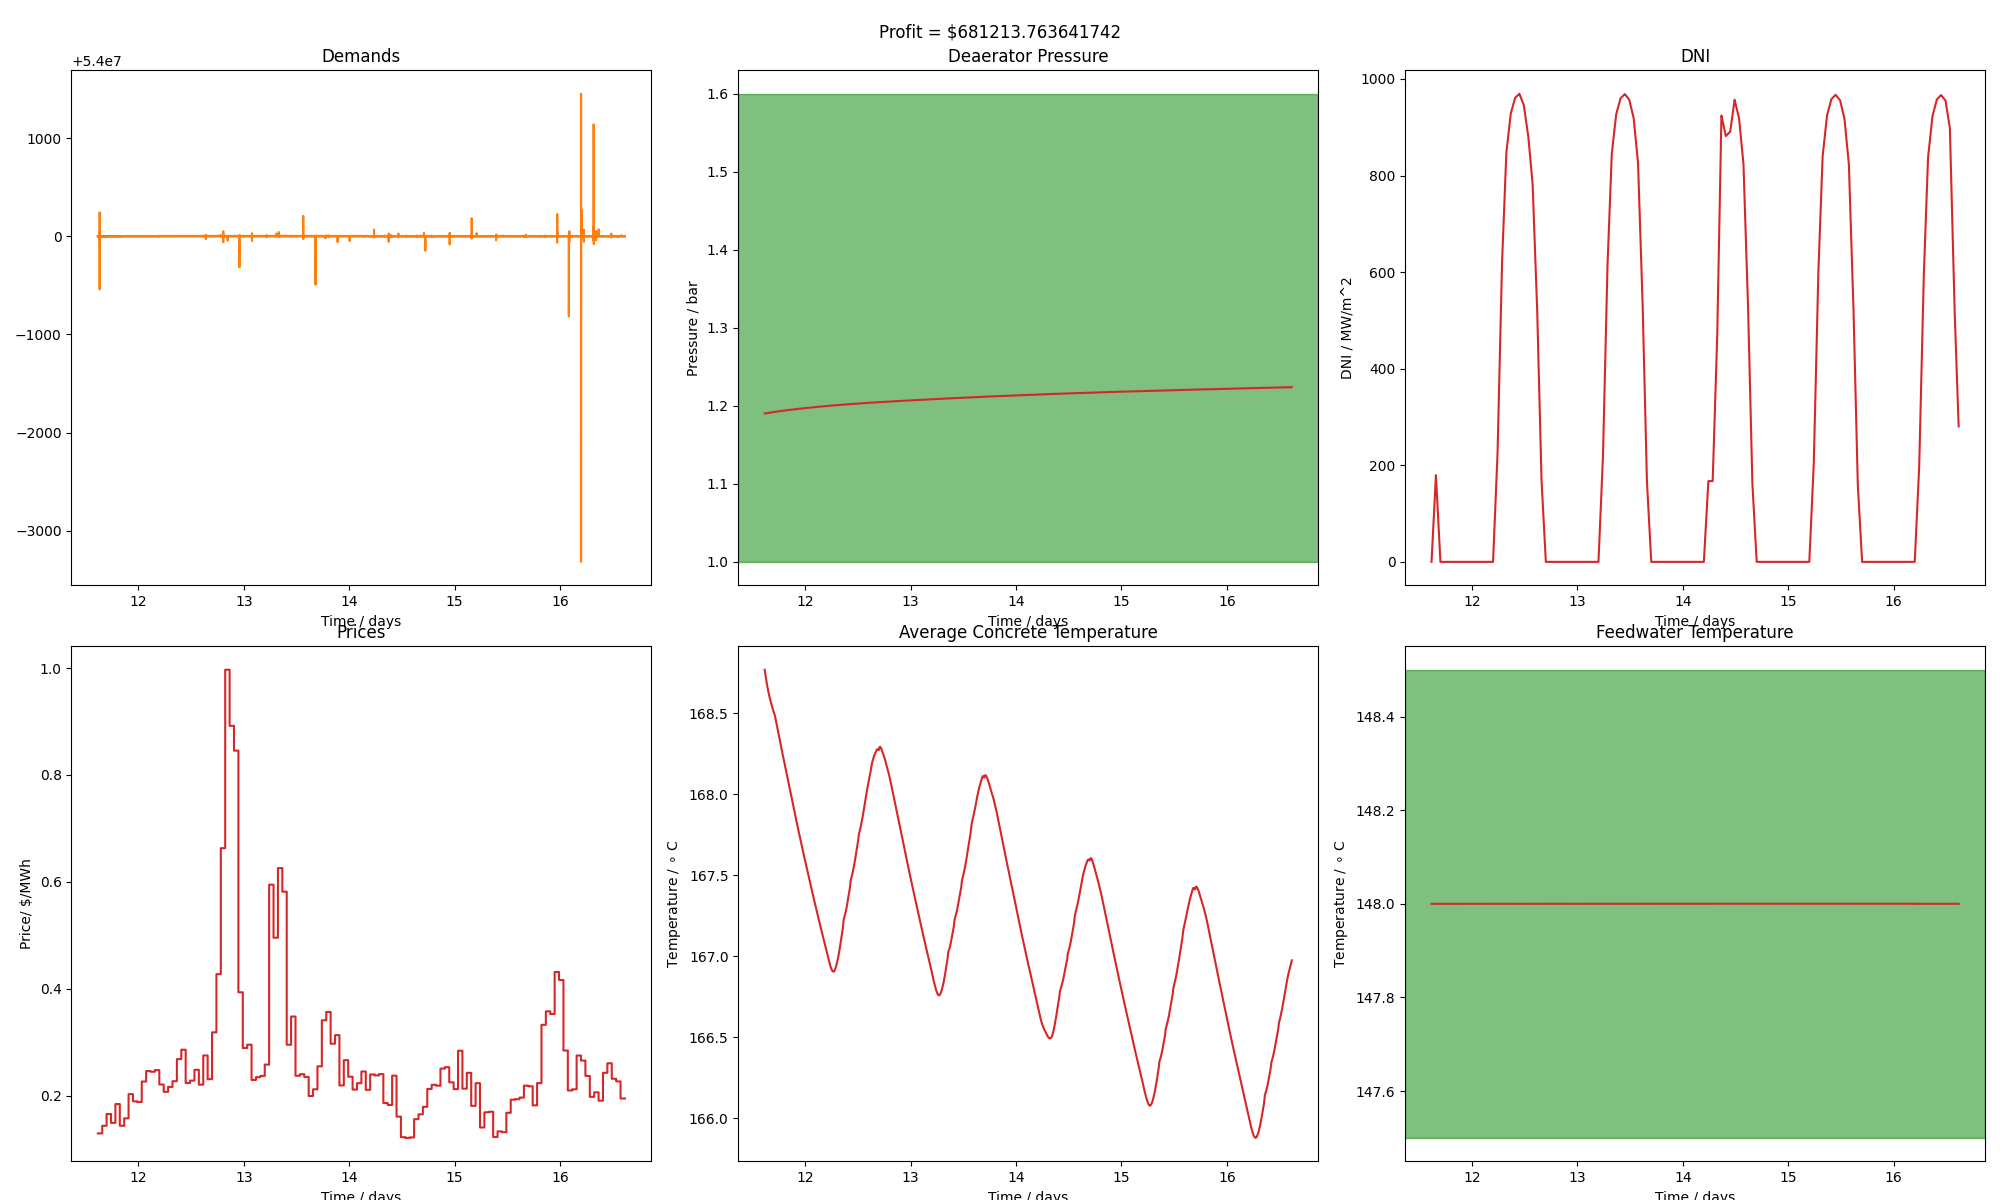 Profit = $681213.763641742
Demands
+5.4e7
1000
0
−1000
−2000
−3000
12 13 14 15 16
Time / days
Deaerator Pressure
Pressure / bar
1.6
1.5
1.4
1.3
1.2
1.1
1.0
12 13 14 15 16
Time / days
DNI
DNI / MW/m^2
1000
800
600
400
200
0
12 13 14 15 16
Time / days
Prices
Price/ $/MWh
1.0
0.8
0.6
0.4
0.2
12 13 14 15 16
Time / days
Average Concrete Temperature
Temperature / ∘ C
168.5
168.0
167.5
167.0
166.5
166.0
12 13 14 15 16
Time / days
Feedwater Temperature
Temperature / ∘ C
148.4
148.2
148.0
147.8
147.6
12 13 14 15 16
Time / days